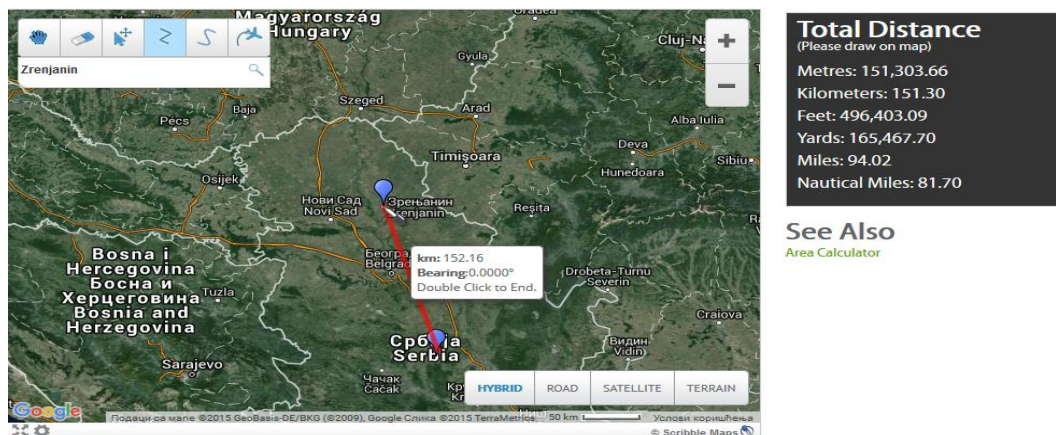 Magyarország
Hungary
Oradea
Cluj-Na
Zrenjanin
Gyula
Szeged
Arad
Baja
Pécs
Alba Iulia
Timișoara
Deva
Sibiu
Hunedoara
Osijek
Нови Сад
Novi Sad
Зрењанин
Zrenjanin
Reșița
Београд
Belgrad
km: 152.16
Bearing:0.0000°
Double Click to End.
Bosna i
Hercegovina
Босна и
Херцеговина
Bosnia and
Herzegovina
Tuzla
Drobeta-Turnu
Severin
Craiova
Србија
Serbia
Видин
Vidin
Sarajevo
Чачак
Čačak
Кр
Kr
HYBRID ROAD SATELLITE TERRAIN
Google
Подаци са мапе ©2015 GeoBasis-DE/BKG (©2009), Google Слика ©2015 TerraMetrics 50 km Услови коришћења
© Scribble Maps
Total Distance
(Please draw on map)
Metres: 151,303.66
Kilometers: 151.30
Feet: 496,403.09
Yards: 165,467.70
Miles: 94.02
Nautical Miles: 81.70
See Also
Area Calculator